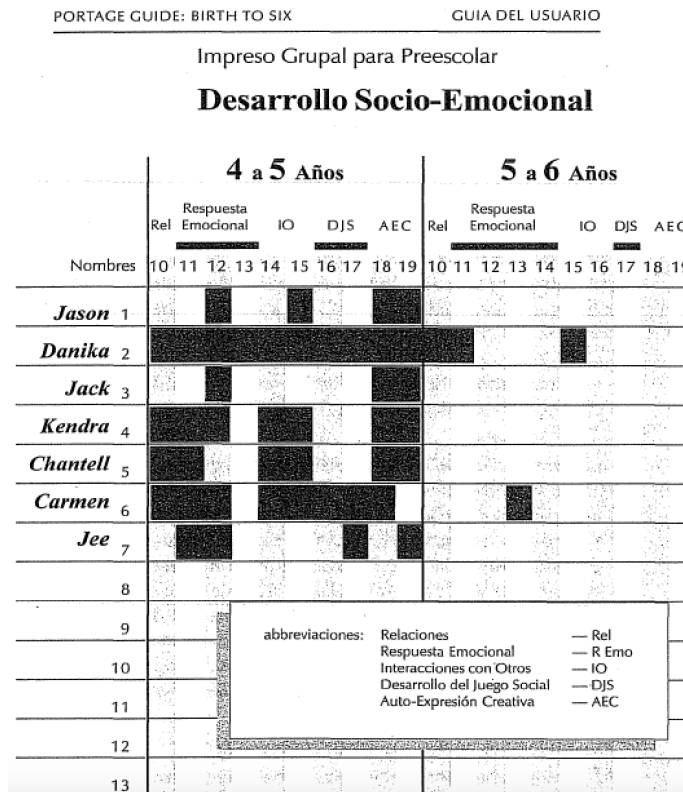 PORTAGE GUIDE: BIRTH TO SIX GUIA DEL USUARIO
Impreso Grupal para Preescolar
Desarrollo Socio-Emocional
4 a 5 Años 5 a 6 Años
Respuesta Respuesta
Rel Emocional IO DJS AEC Rel Emocional IO DJS AEC
Nombres 10 11 12 13 14 15 16 17 18 19 10 11 12 13 14 15 16 17 18 19
Jason 1
Danika 2
Jack 3
Kendra 4
Chantell 5
Carmen 6
Jee 7
8
9
10
11
12
13
abbreviaciones: Relaciones — Rel
Respuesta Emocional — R Emo
Interacciones con Otros — IO
Desarrollo del Juego Social — DJS
Auto-Expresión Creativa — AEC